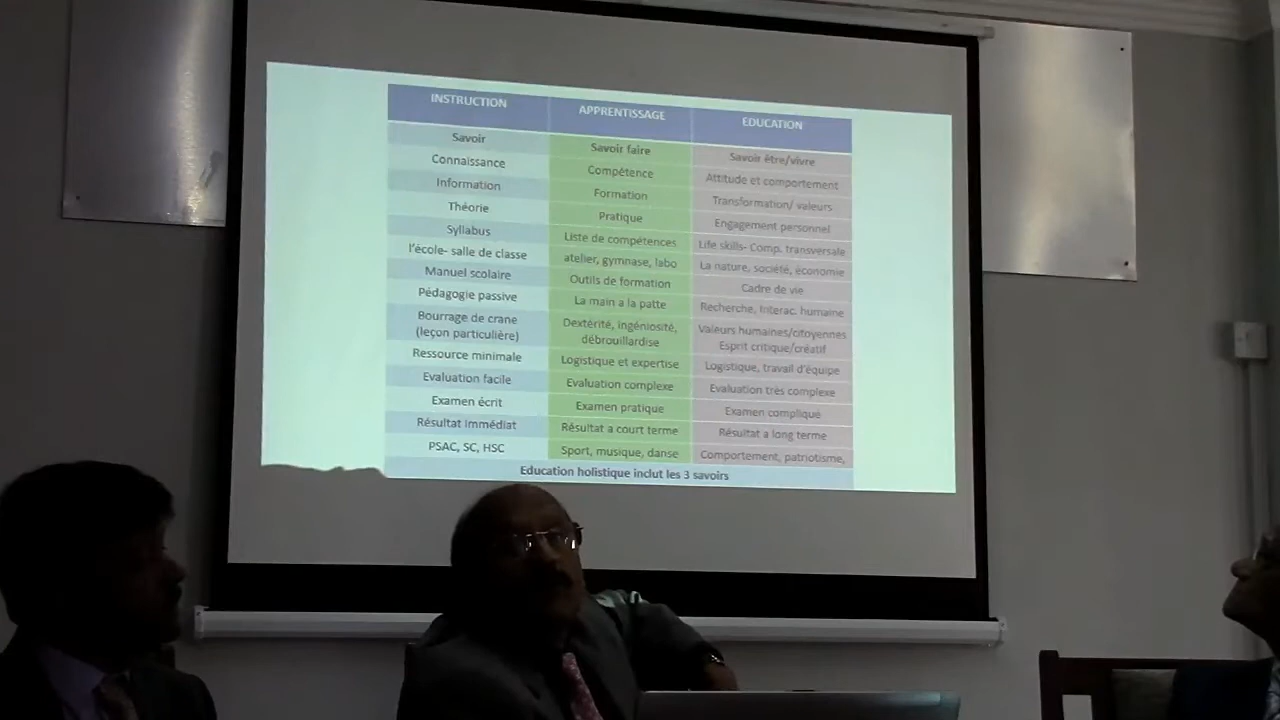 INSTRUCTION APPRENTISSAGE EDUCATION
Savoir Savoir faire Savoir être/vivre
Connaissance Compétence Attitude et comportement
Information Formation Transformation/ valeurs
Théorie Pratique Engagement personnel
Syllabus Liste de compétences Life skills- Comp. transversale
l'école- salle de classe atelier, gymnase, labo La nature, société, économie
Manuel scolaire Outils de formation Cadre de vie
Pédagogie passive La main a la patte Recherche, Interac. humaine
Bourrage de crane Dextérité, ingéniosité, Valeurs humaines/citoyennes
(leçon particulière) débrouillardise Esprit critique/créatif
Ressource minimale Logistique et expertise Logistique, travail d'équipe
Evaluation facile Evaluation complexe Evaluation très complexe
Examen écrit Examen pratique Examen compliqué
Résultat immédiat Résultat a court terme Résultat a long terme
PSAC, SC, HSC Sport, musique, danse Comportement, patriotisme,
Education holistique inclut les 3 savoirs